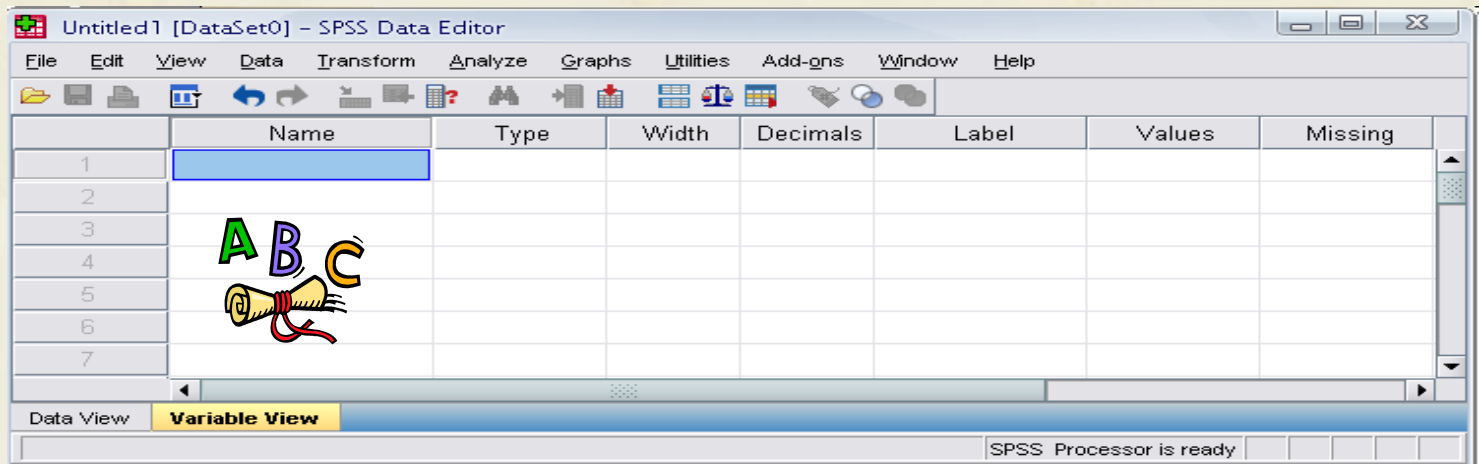 Untitled1 [DataSet0] – SPSS Data Editor
File Edit View Data Transform Analyze Graphs Utilities Add-ons Window Help
Name Type Width Decimals Label Values Missing
1
2
3
4
5
6
7
A B C
Data View Variable View
SPSS Processor is ready